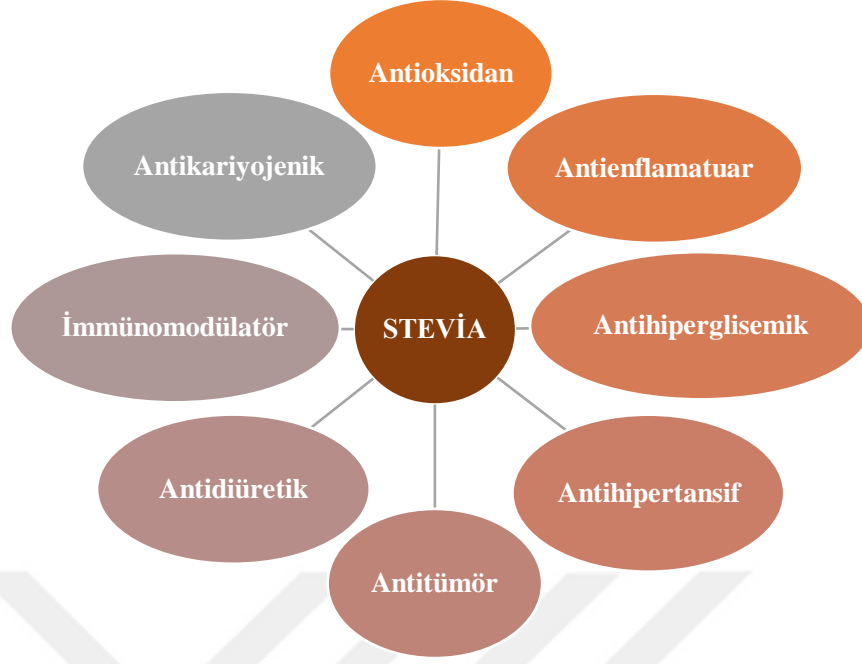 Antioksidan
Antienflamatuar
Antihiperglisemik
Antihipertansif
Antitümör
Antidiüretik
İmmünomodülatör
Antikariyojenik
STEVİA